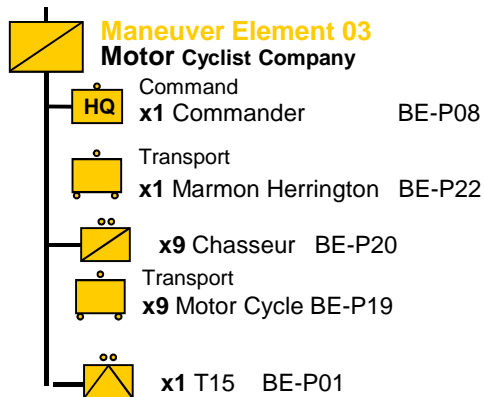 Maneuver Element 03
Motor Cyclist Company
Command
HQ x1 Commander BE-P08
Transport
x1 Marmon Herrington BE-P22
x9 Chasseur BE-P20
Transport
x9 Motor Cycle BE-P19
x1 T15 BE-P01